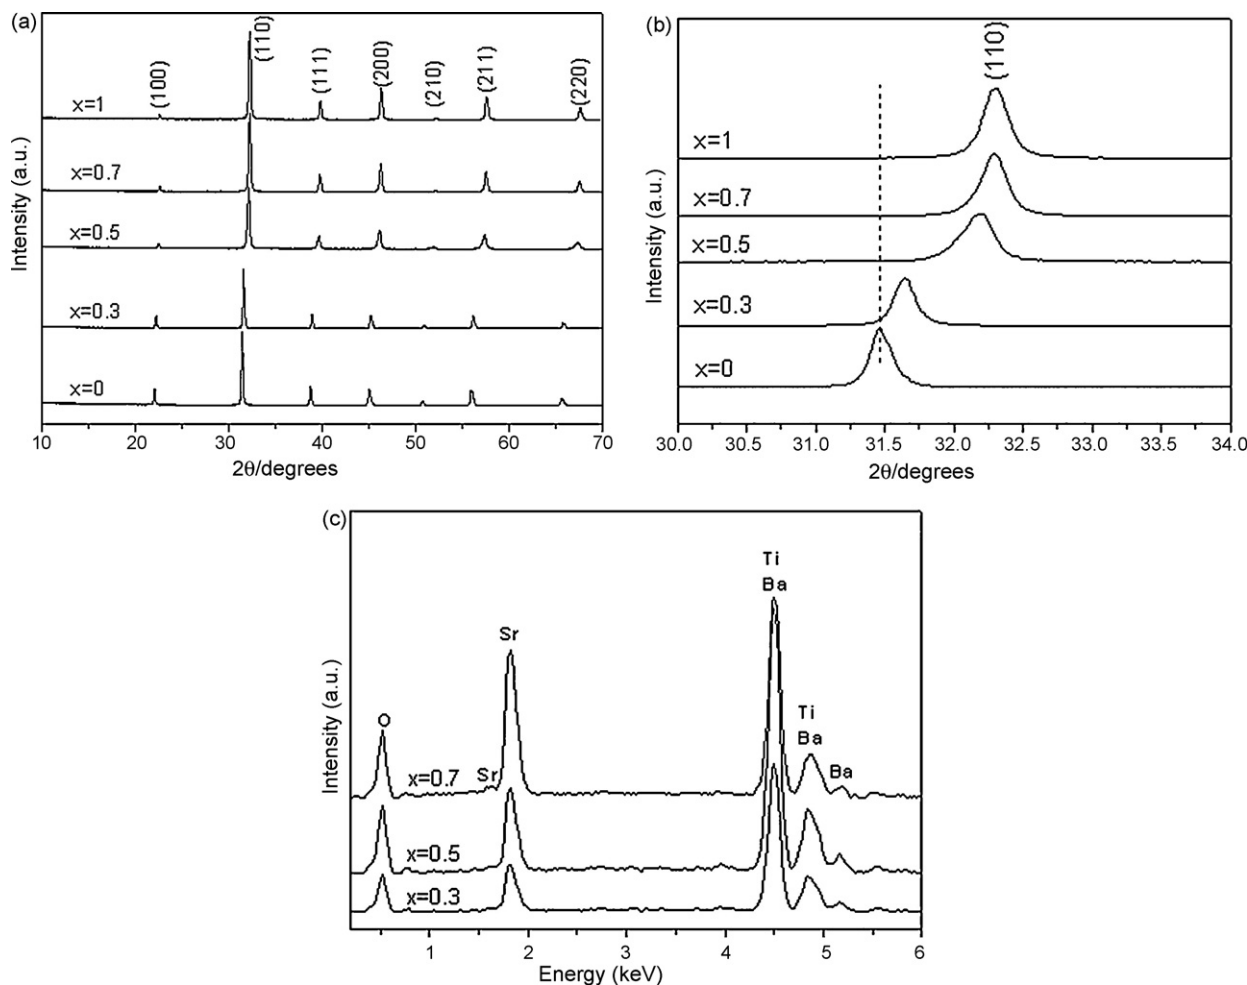 (a)
(100)
(110)
(111)
(200)
(210)
(211)
(220)
x=1
x=0.7
x=0.5
x=0.3
x=0
Intensity (a.u.)
10 20 30 40 50 60 70
2θ/degrees
(b)
(110)
x=1
x=0.7
x=0.5
x=0.3
x=0
Intensity (a.u.)
30.0 30.5 31.0 31.5 32.0 32.5 33.0 33.5 34.0
2θ/degrees
(c)
Ti
Ba
Sr
O
Ti
Ba
Sr
Ba
x=0.7
x=0.5
x=0.3
Intensity (a.u.)
1 2 3 4 5 6
Energy (keV)